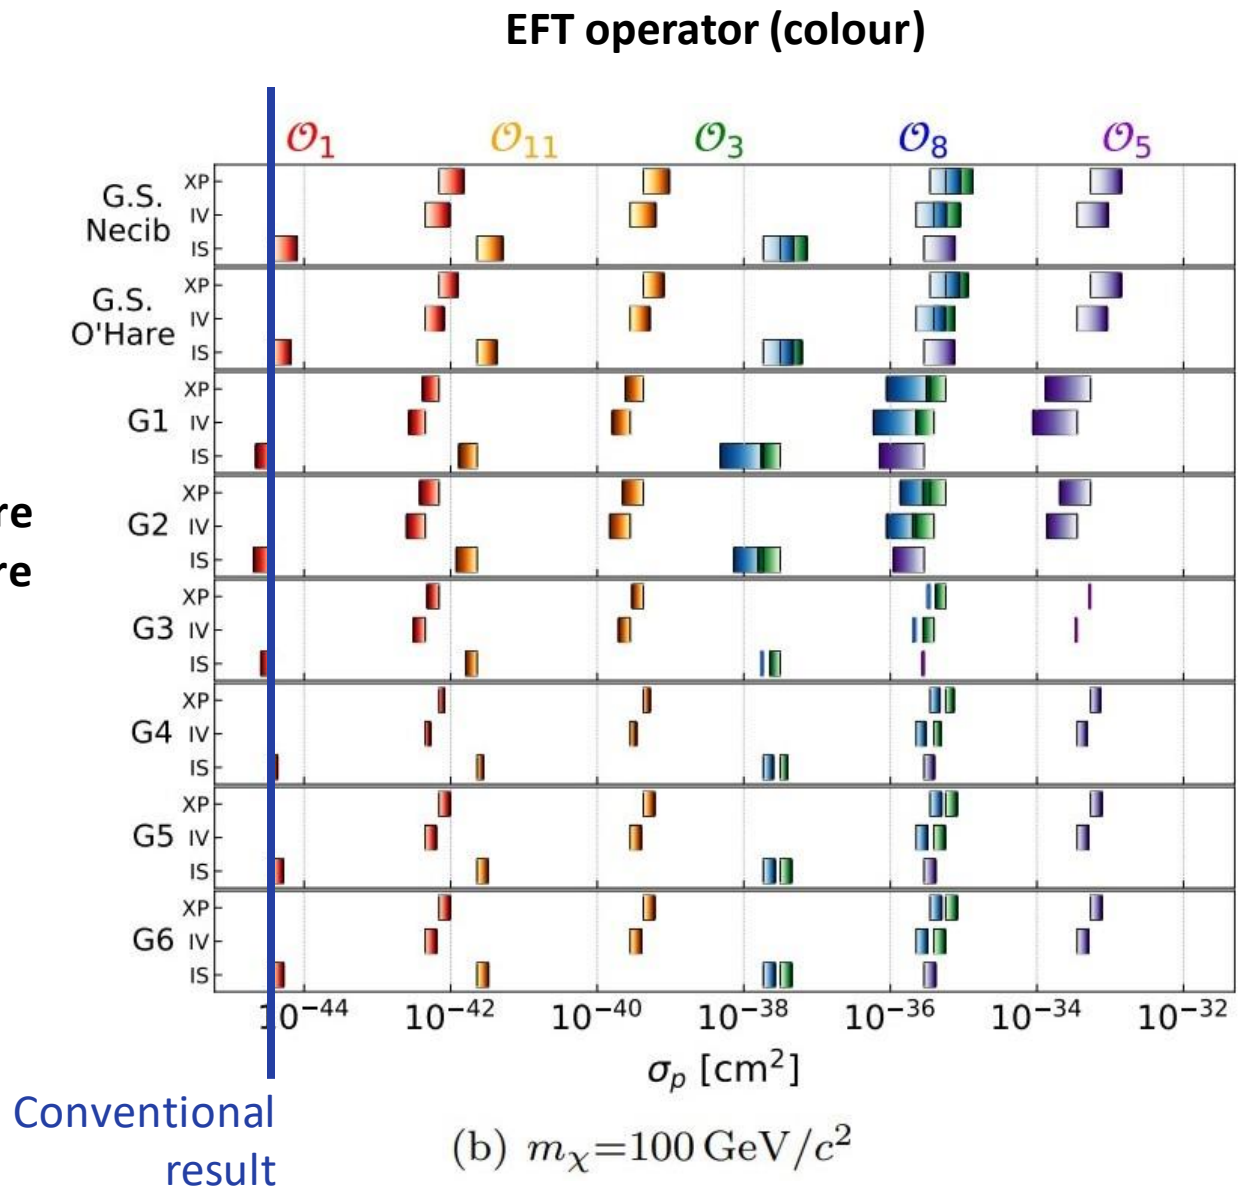 EFT operator (colour)
𝒪₁ 𝒪₁₁ 𝒪₃ 𝒪₈ 𝒪₅
G.S.
Necib
XP
IV
IS
G.S.
O'Hare
XP
IV
IS
G1
XP
IV
IS
re
re
G2
XP
IV
IS
G3
XP
IV
IS
G4
XP
IV
IS
G5
XP
IV
IS
G6
XP
IV
IS
10⁻⁴⁴ 10⁻⁴² 10⁻⁴⁰ 10⁻³⁸ 10⁻³⁶ 10⁻³⁴ 10⁻³²
σₚ [cm²]
Conventional
result
(b) mᵪ=100 GeV/c²